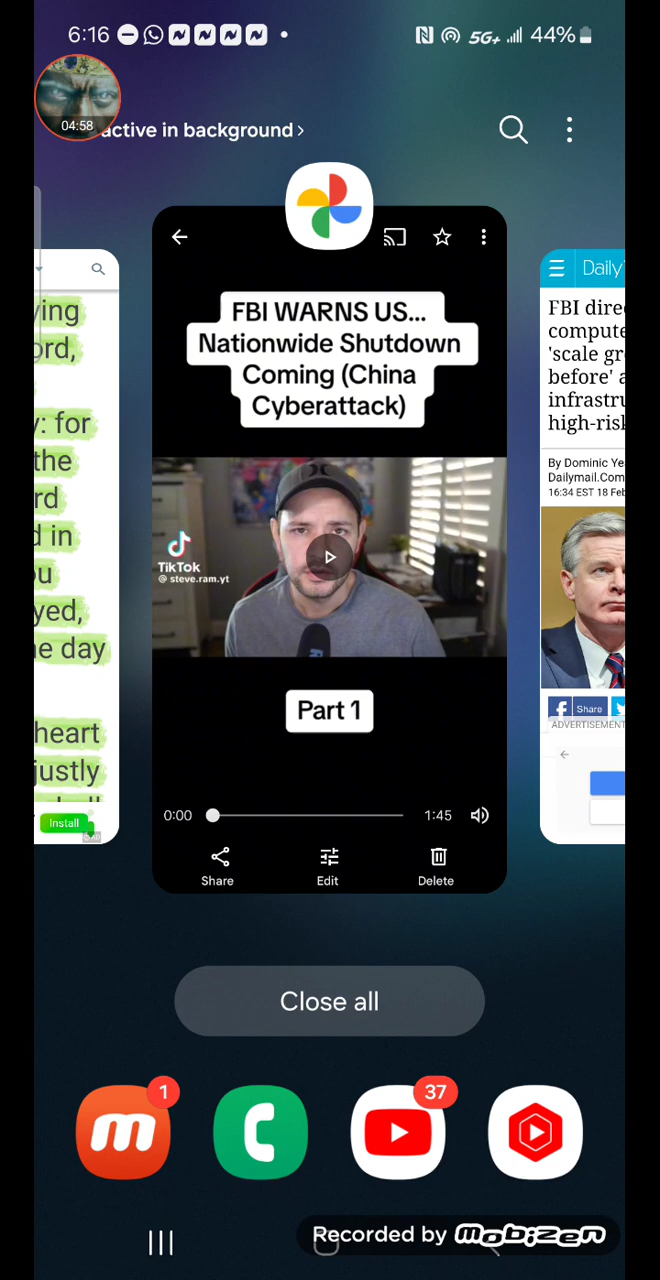 6:16
5G+ 44%
04:58
active in background ›
FBI WARNS US...
Nationwide Shutdown
Coming (China
Cyberattack)
TikTok
@ steve.ram.yt
Part 1
0:00
1:45
Share
Edit
Delete
ord,
y: for
the
rd
d in
ou
yed,
e day
heart
justly
Install
Daily
FBI dire
compute
'scale gr
before' a
infrastru
high-risk
By Dominic Ye
Dailymail.Com
16:34 EST 18 Feb
Share
ADVERTISEMENT
Close all
1
37
Recorded by mobizen